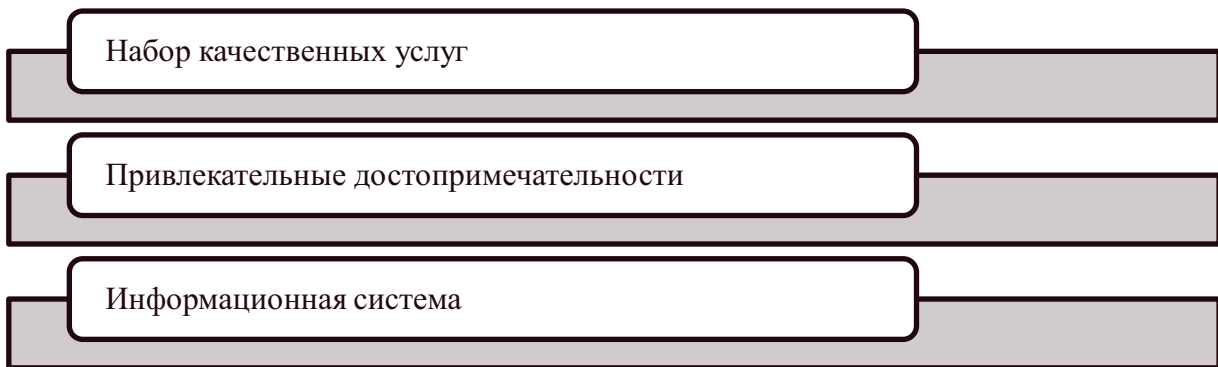 Набор качественных услуг
Привлекательные достопримечательности
Информационная система